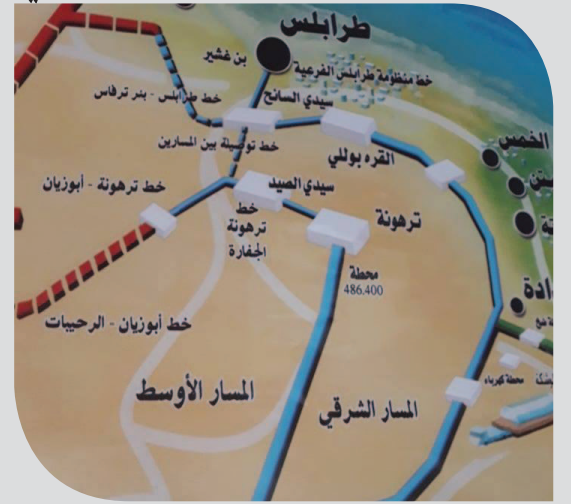 طرابلس
بن غشير
خط منظومة طرابلس الفرعية
سيدي السائح
خط طرابلس - بئر ترفاس
الخمس
خط توصيلة بين المسارين
القره بوللي
سيدي الصيد
خط ترهونة - أبوزيان
خط
ترهونة
الجفارة
ترهونة
محطة
486.400
خط أبوزيان - الرحيبات
محطة كهرباء
المسار الأوسط
المسار الشرقي